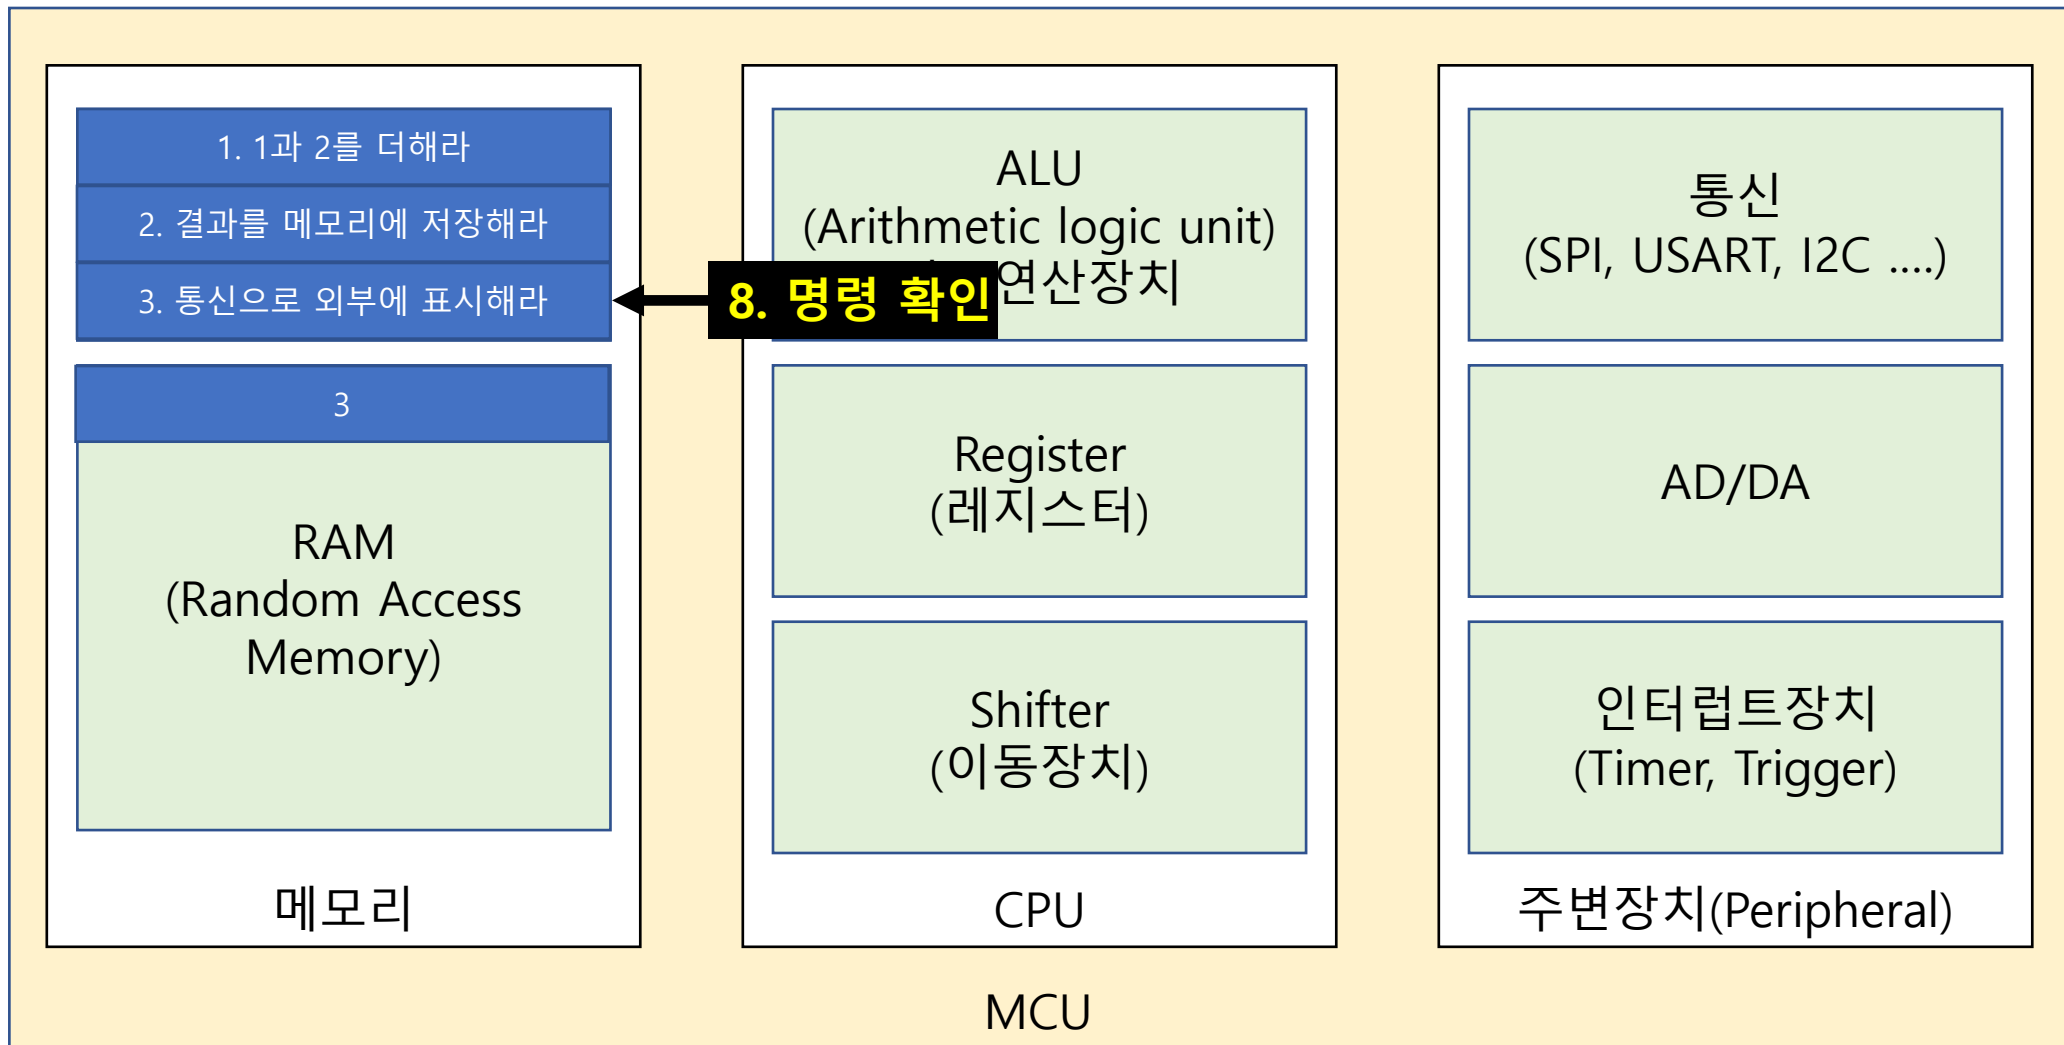 1. 1과 2를 더해라
2. 결과를 메모리에 저장해라
3. 통신으로 외부에 표시해라
3
RAM
(Random Access
Memory)
메모리
8. 명령 확인
ALU
(Arithmetic logic unit)
연산장치
Register
(레지스터)
Shifter
(이동장치)
CPU
통신
(SPI, USART, I2C ....)
AD/DA
인터럽트장치
(Timer, Trigger)
주변장치(Peripheral)
MCU